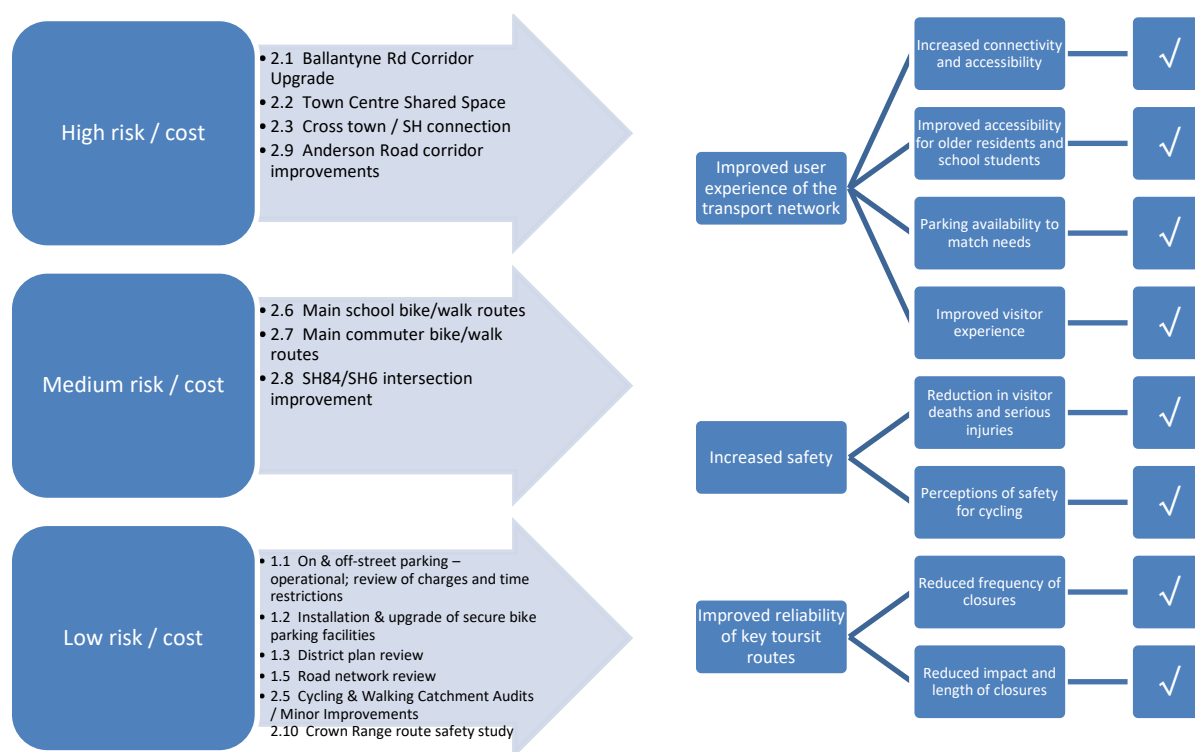 High risk / cost
• 2.1 Ballantyne Rd Corridor
Upgrade
• 2.2 Town Centre Shared Space
• 2.3 Cross town / SH connection
• 2.9 Anderson Road corridor
improvements
Medium risk / cost
• 2.6 Main school bike/walk routes
• 2.7 Main commuter bike/walk
routes
• 2.8 SH84/SH6 intersection
improvement
Low risk / cost
• 1.1 On & off-street parking –
operational; review of charges and time
restrictions
• 1.2 Installation & upgrade of secure bike
parking facilities
• 1.3 District plan review
• 1.5 Road network review
• 2.5 Cycling & Walking Catchment Audits
/ Minor Improvements
2.10 Crown Range route safety study
Improved user
experience of the
transport network
Increased connectivity
and accessibility
√
Improved accessibility
for older residents and
school students
√
Parking availability to
match needs
√
Improved visitor
experience
√
Increased safety
Reduction in visitor
deaths and serious
injuries
√
Perceptions of safety
for cycling
√
Improved reliability
of key toursit
routes
Reduced frequency of
closures
√
Reduced impact and
length of closures
√